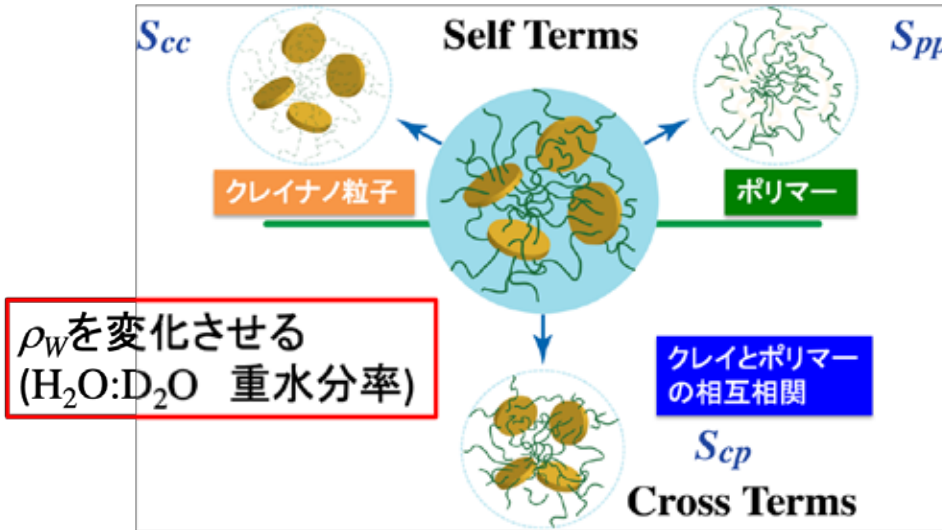 Scc
Self Terms
Spp
クレイナノ粒子
ポリマー
ρWを変化させる
(H2O:D2O 重水分率)
クレイとポリマー
の相互相関
Scp
Cross Terms